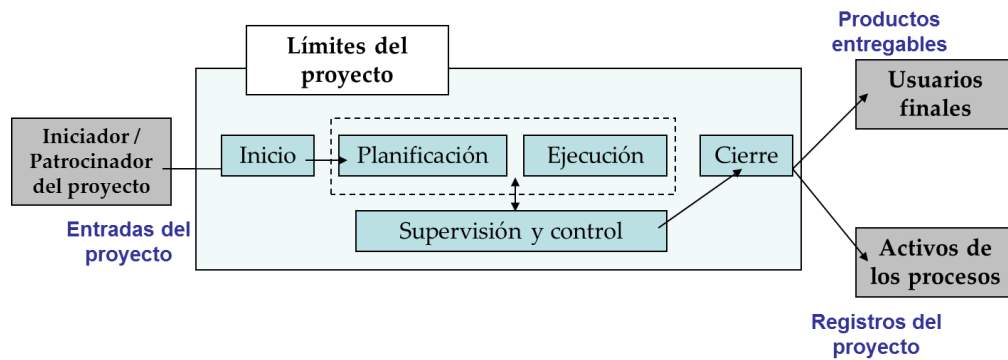 Productos
entregables
Límites del
proyecto
Usuarios
finales
Iniciador /
Patrocinador
del proyecto
Inicio
Planificación
Ejecución
Cierre
Entradas del
proyecto
Supervisión y control
Activos de
los procesos
Registros del
proyecto